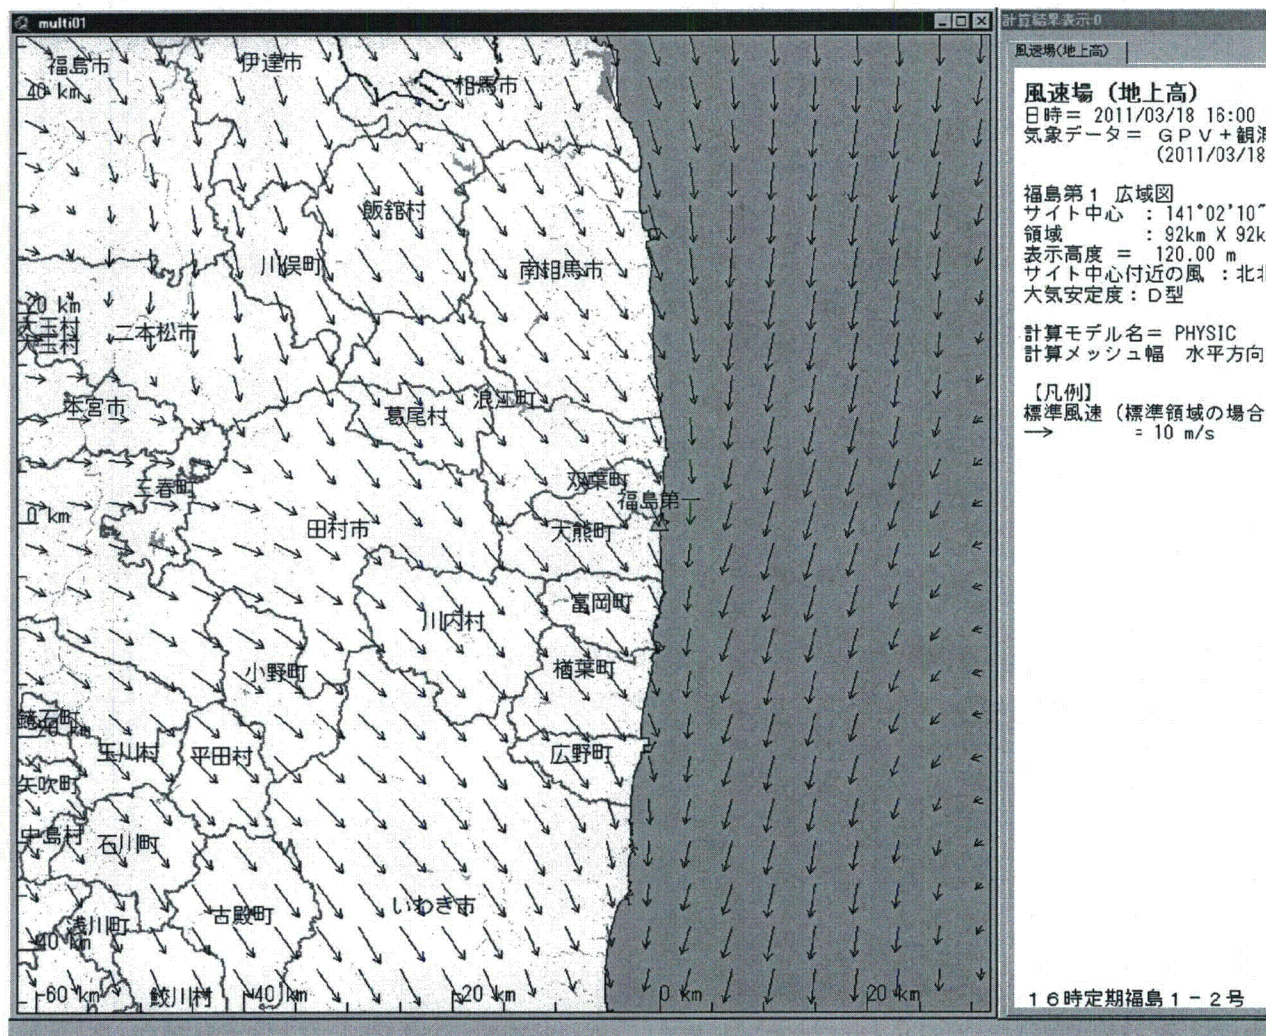 multi01
福島市
伊達市
相馬市
40 km
飯舘村
川俣町
南相馬市
20 km
大玉村
大玉村
二本松市
本宮市
浪江町
葛尾村
三春町
双葉町
福島第一
0 km
田村市
大熊町
富岡町
川内村
小野町
楢葉町
鏡石町
-20 km
玉川村
平田村
広野町
矢吹町
中島村
石川町
いわき市
浅川町
古殿町
-40 km
-60 km
鮫川村
-40 km
-20 km
0 km
20 km
計算結果表示:0
風速場(地上高)
風速場(地上高)
日時= 2011/03/18 16:00
気象データ= GPV+観測
(2011/03/18
福島第1 広域図
サイト中心 : 141°02'10"
領域 : 92km X 92k
表示高度 = 120.00 m
サイト中心付近の風 : 北北
大気安定度:D型
計算モデル名= PHYSIC
計算メッシュ幅 水平方向
【凡例】
標準風速(標準領域の場合
→ = 10 m/s
16時定期福島1-2号